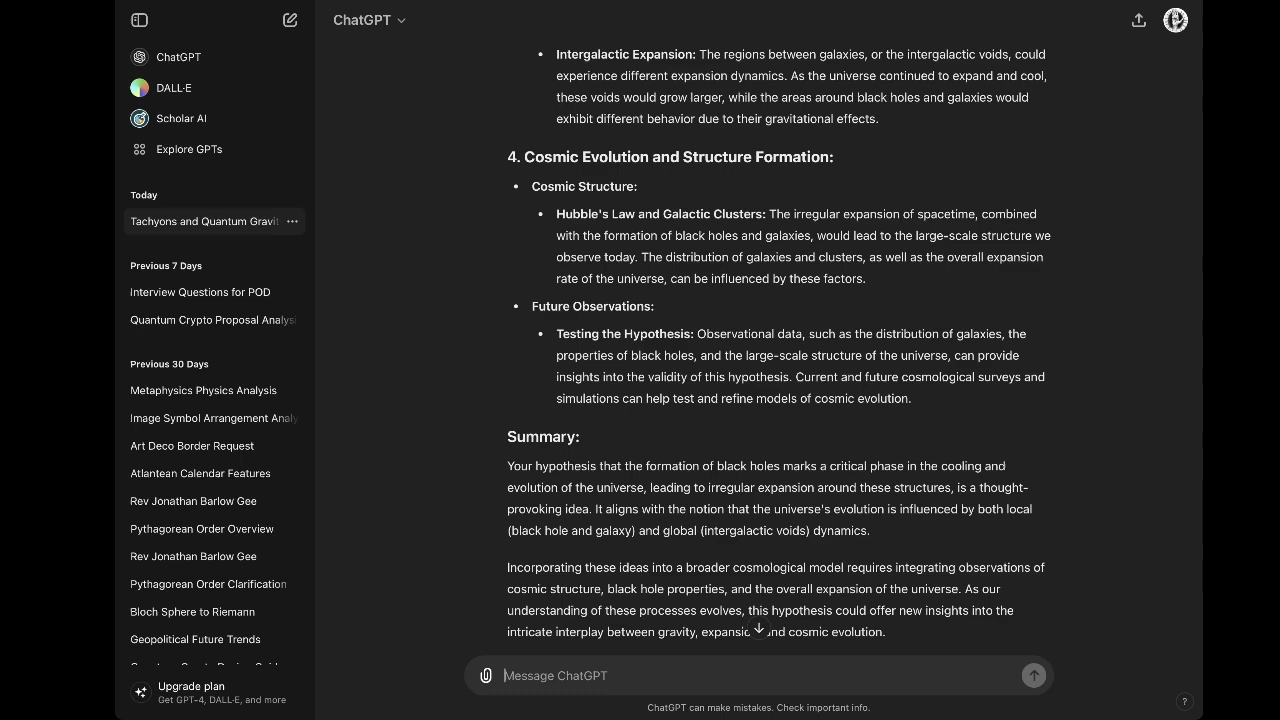 ChatGPT
DALL·E
Scholar AI
Explore GPTs
Today
Tachyons and Quantum Gravit
Previous 7 Days
Interview Questions for POD
Quantum Crypto Proposal Analysi
Previous 30 Days
Metaphysics Physics Analysis
Image Symbol Arrangement Analy
Art Deco Border Request
Atlantean Calendar Features
Rev Jonathan Barlow Gee
Pythagorean Order Overview
Rev Jonathan Barlow Gee
Pythagorean Order Clarification
Bloch Sphere to Riemann
Geopolitical Future Trends
Upgrade plan
Get GPT-4, DALL·E, and more
ChatGPT
• Intergalactic Expansion: The regions between galaxies, or the intergalactic voids, could
experience different expansion dynamics. As the universe continued to expand and cool,
these voids would grow larger, while the areas around black holes and galaxies would
exhibit different behavior due to their gravitational effects.
4. Cosmic Evolution and Structure Formation:
• Cosmic Structure:
• Hubble's Law and Galactic Clusters: The irregular expansion of spacetime, combined
with the formation of black holes and galaxies, would lead to the large-scale structure we
observe today. The distribution of galaxies and clusters, as well as the overall expansion
rate of the universe, can be influenced by these factors.
• Future Observations:
• Testing the Hypothesis: Observational data, such as the distribution of galaxies, the
properties of black holes, and the large-scale structure of the universe, can provide
insights into the validity of this hypothesis. Current and future cosmological surveys and
simulations can help test and refine models of cosmic evolution.
Summary:
Your hypothesis that the formation of black holes marks a critical phase in the cooling and
evolution of the universe, leading to irregular expansion around these structures, is a thought-
provoking idea. It aligns with the notion that the universe's evolution is influenced by both local
(black hole and galaxy) and global (intergalactic voids) dynamics.
Incorporating these ideas into a broader cosmological model requires integrating observations of
cosmic structure, black hole properties, and the overall expansion of the universe. As our
understanding of these processes evolves, this hypothesis could offer new insights into the
intricate interplay between gravity, expansio and cosmic evolution.
Message ChatGPT
ChatGPT can make mistakes. Check important info.
?